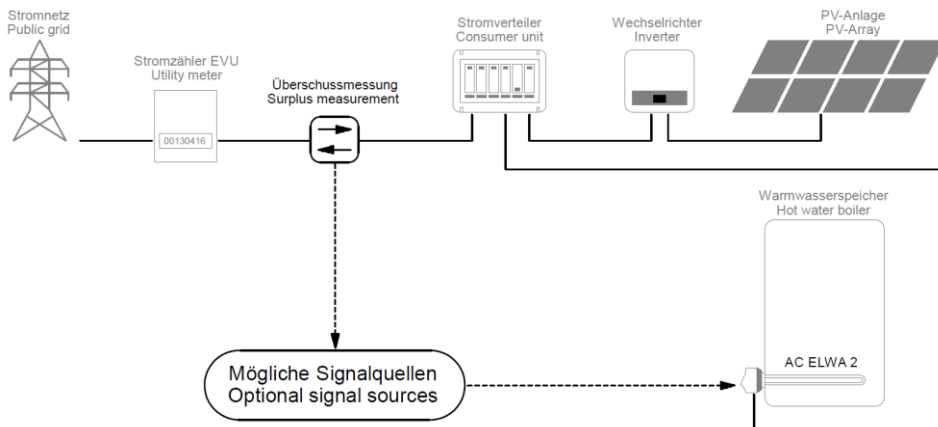 Stromnetz
Public grid
Stromzähler EVU
Utility meter
00130416
Überschussmessung
Surplus measurement
Stromverteiler
Consumer unit
Wechselrichter
Inverter
PV-Anlage
PV-Array
Warmwasserspeicher
Hot water boiler
AC ELWA 2
Mögliche Signalquellen
Optional signal sources